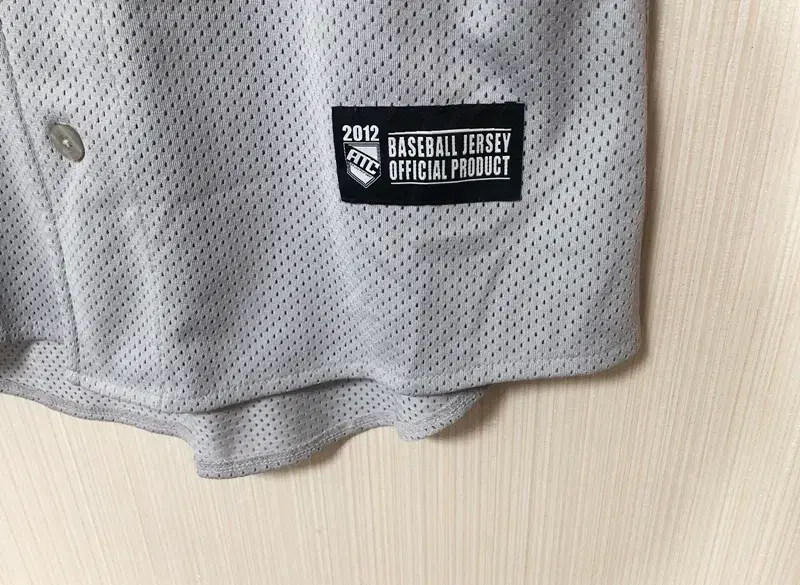 2012
ATC
BASEBALL JERSEY
OFFICIAL PRODUCT